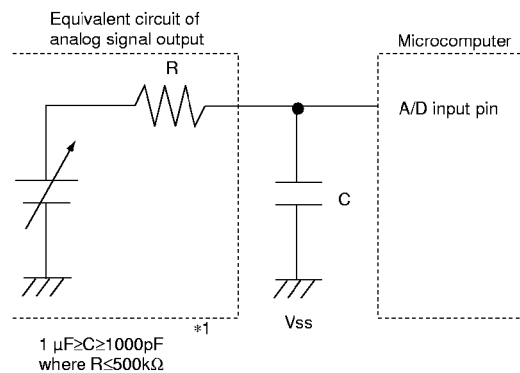 Equivalent circuit of
analog signal output
Microcomputer
R
A/D input pin
C
*1
Vss
1 μF≥C≥1000pF
where R≤500kΩ